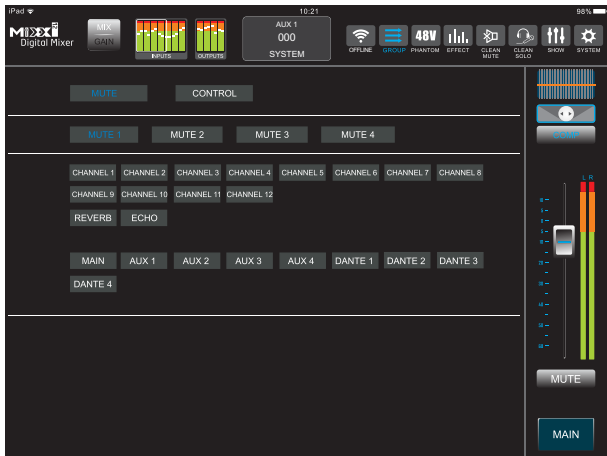 iPad 10:21 98%
MIXXi
Digital Mixer
MIX
GAIN
INPUTS
OUTPUTS
AUX 1
000
SYSTEM
OFFLINE
GROUP
48V
PHANTOM
EFFECT
CLEAN
MUTE
CLEAN
SOLO
SHOW
SYSTEM
MUTE CONTROL
MUTE 1 MUTE 2 MUTE 3 MUTE 4
CHANNEL 1 CHANNEL 2 CHANNEL 3 CHANNEL 4 CHANNEL 5 CHANNEL 6 CHANNEL 7 CHANNEL 8
CHANNEL 9 CHANNEL 10 CHANNEL 11 CHANNEL 12
REVERB ECHO
MAIN AUX 1 AUX 2 AUX 3 AUX 4 DANTE 1 DANTE 2 DANTE 3
DANTE 4
COMP
L R
MUTE
MAIN